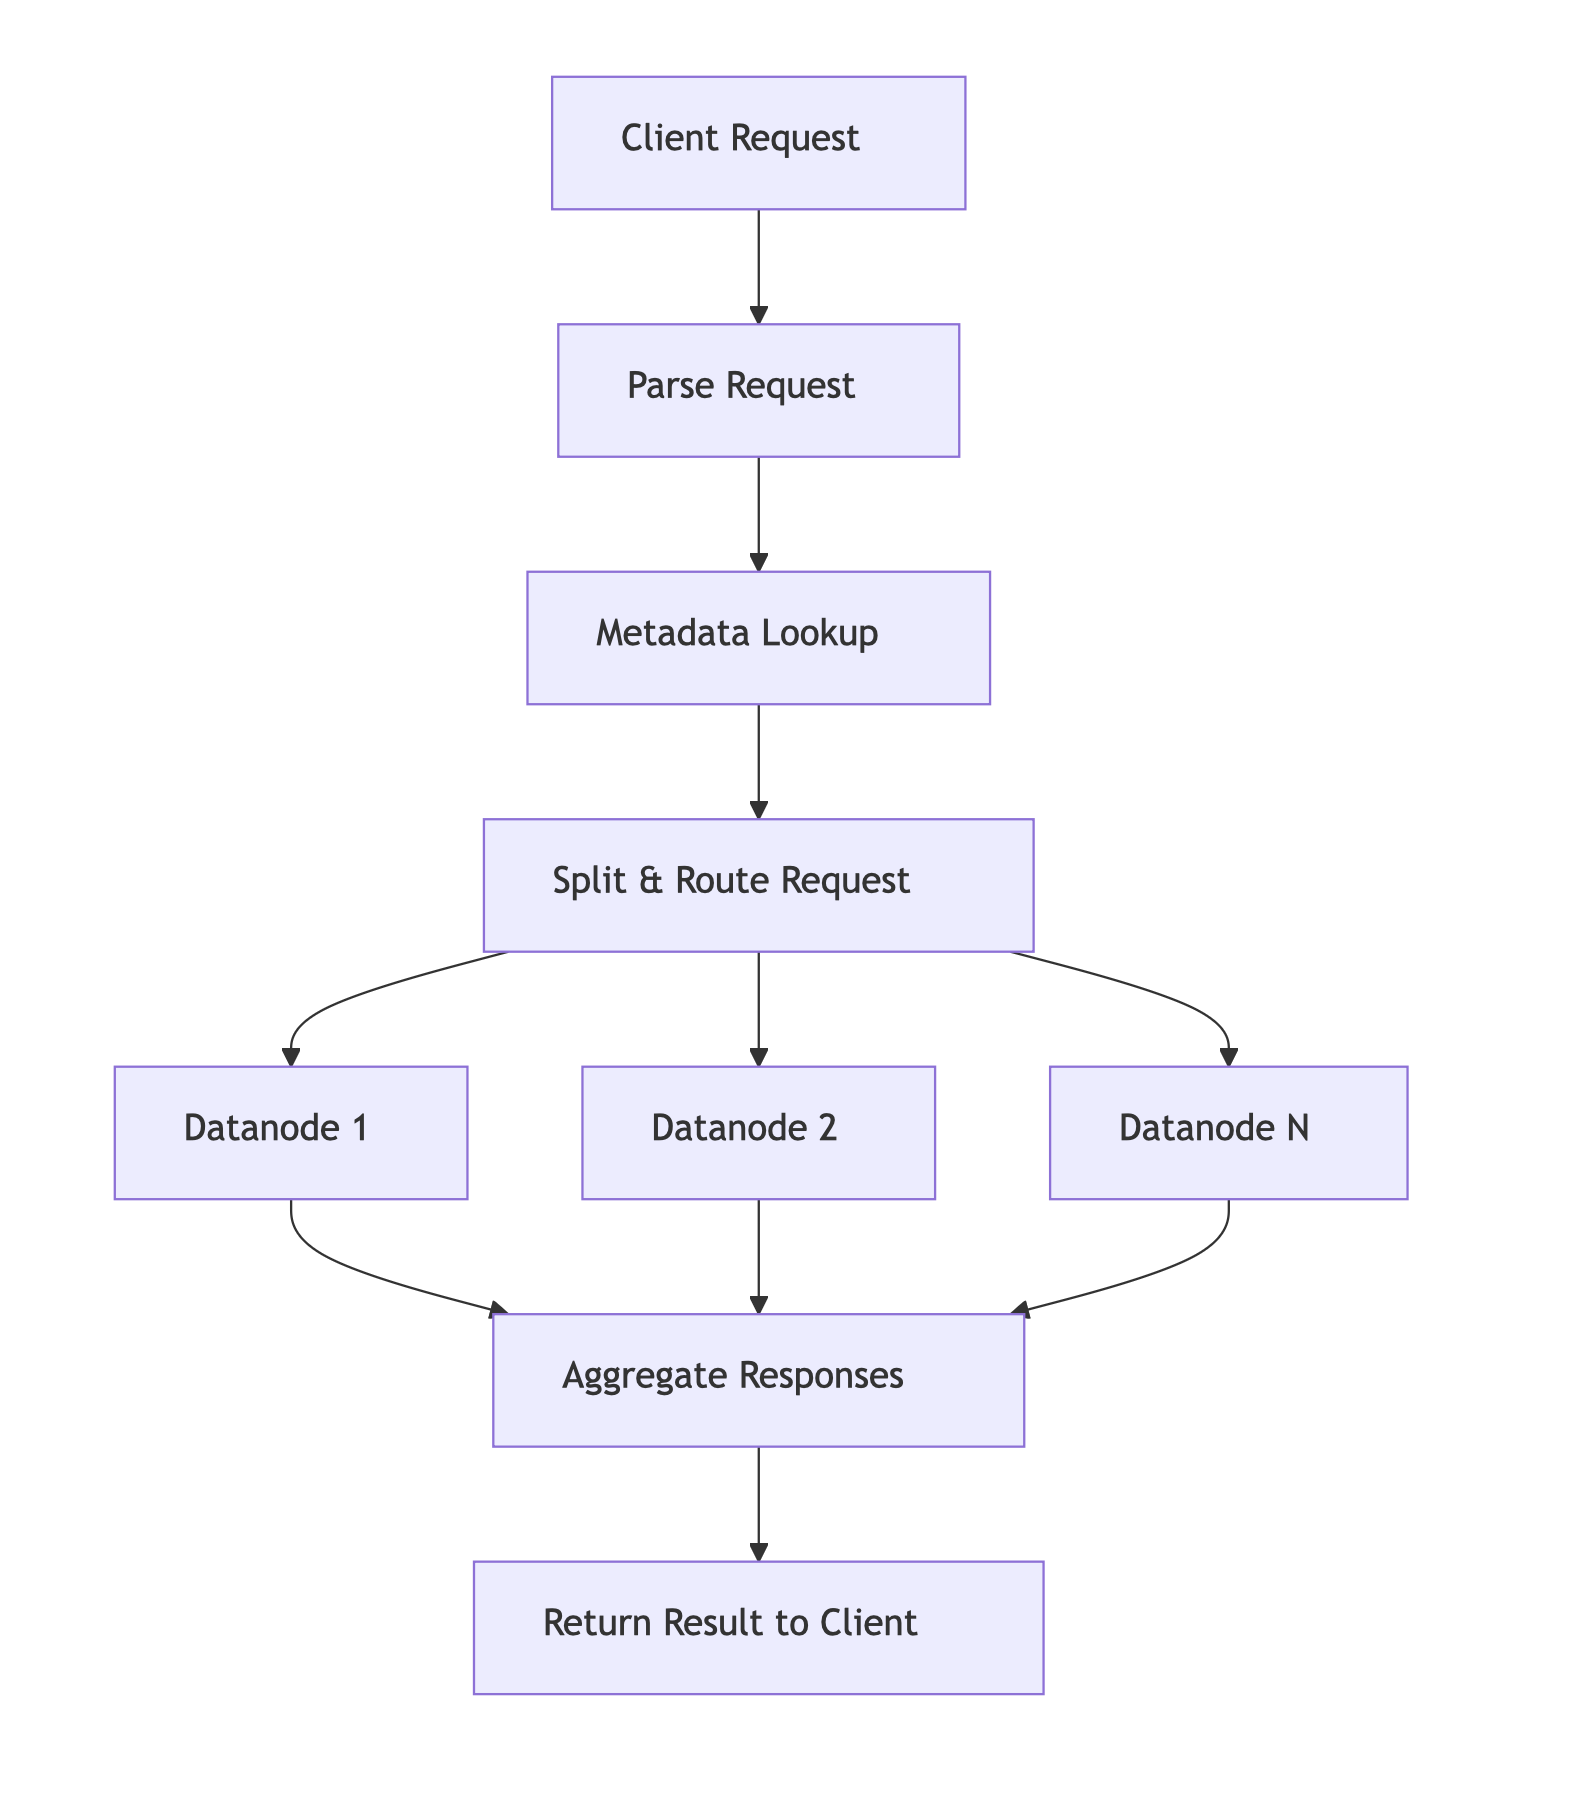 Client Request
Parse Request
Metadata Lookup
Split & Route Request
Datanode 1
Datanode 2
Datanode N
Aggregate Responses
Return Result to Client